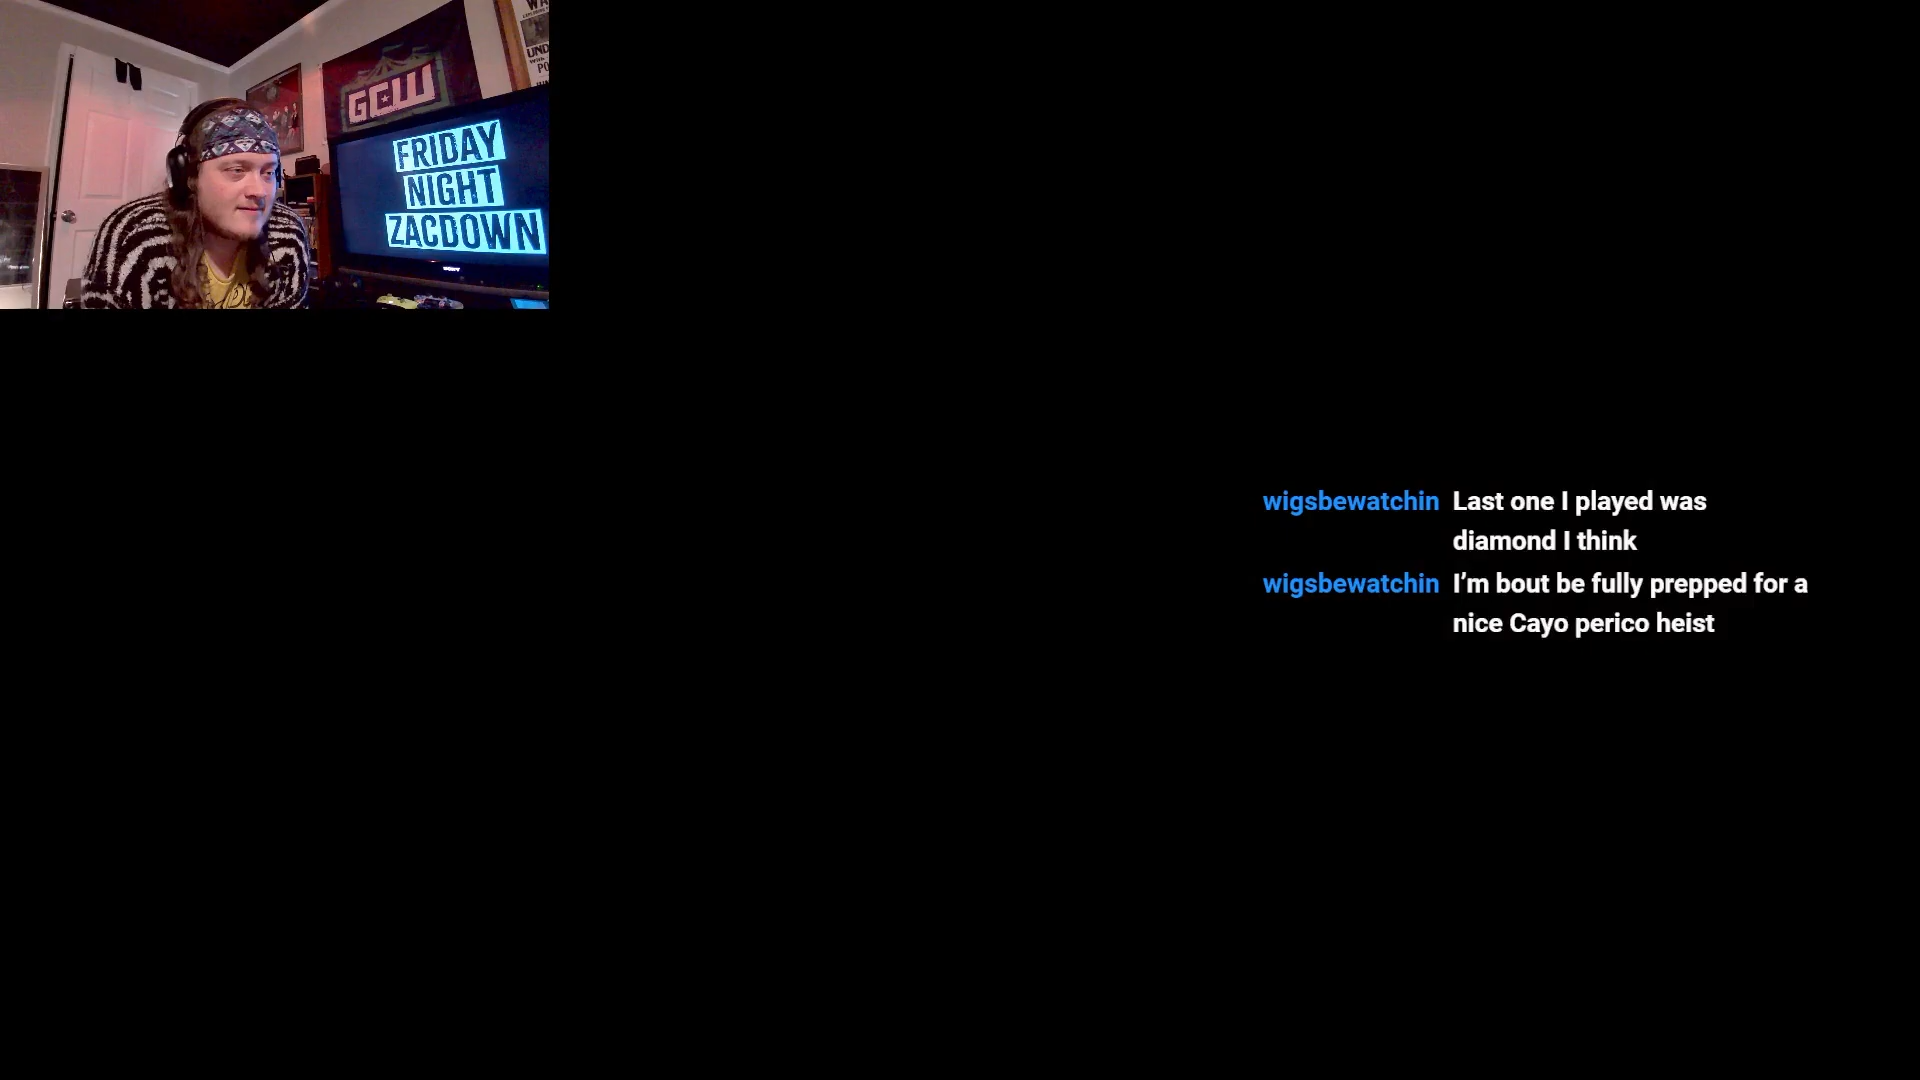 GCW
FRIDAY
NIGHT
ZACDOWN
SONY
wigsbewatchin Last one I played was
diamond I think
wigsbewatchin I’m bout be fully prepped for a
nice Cayo perico heist